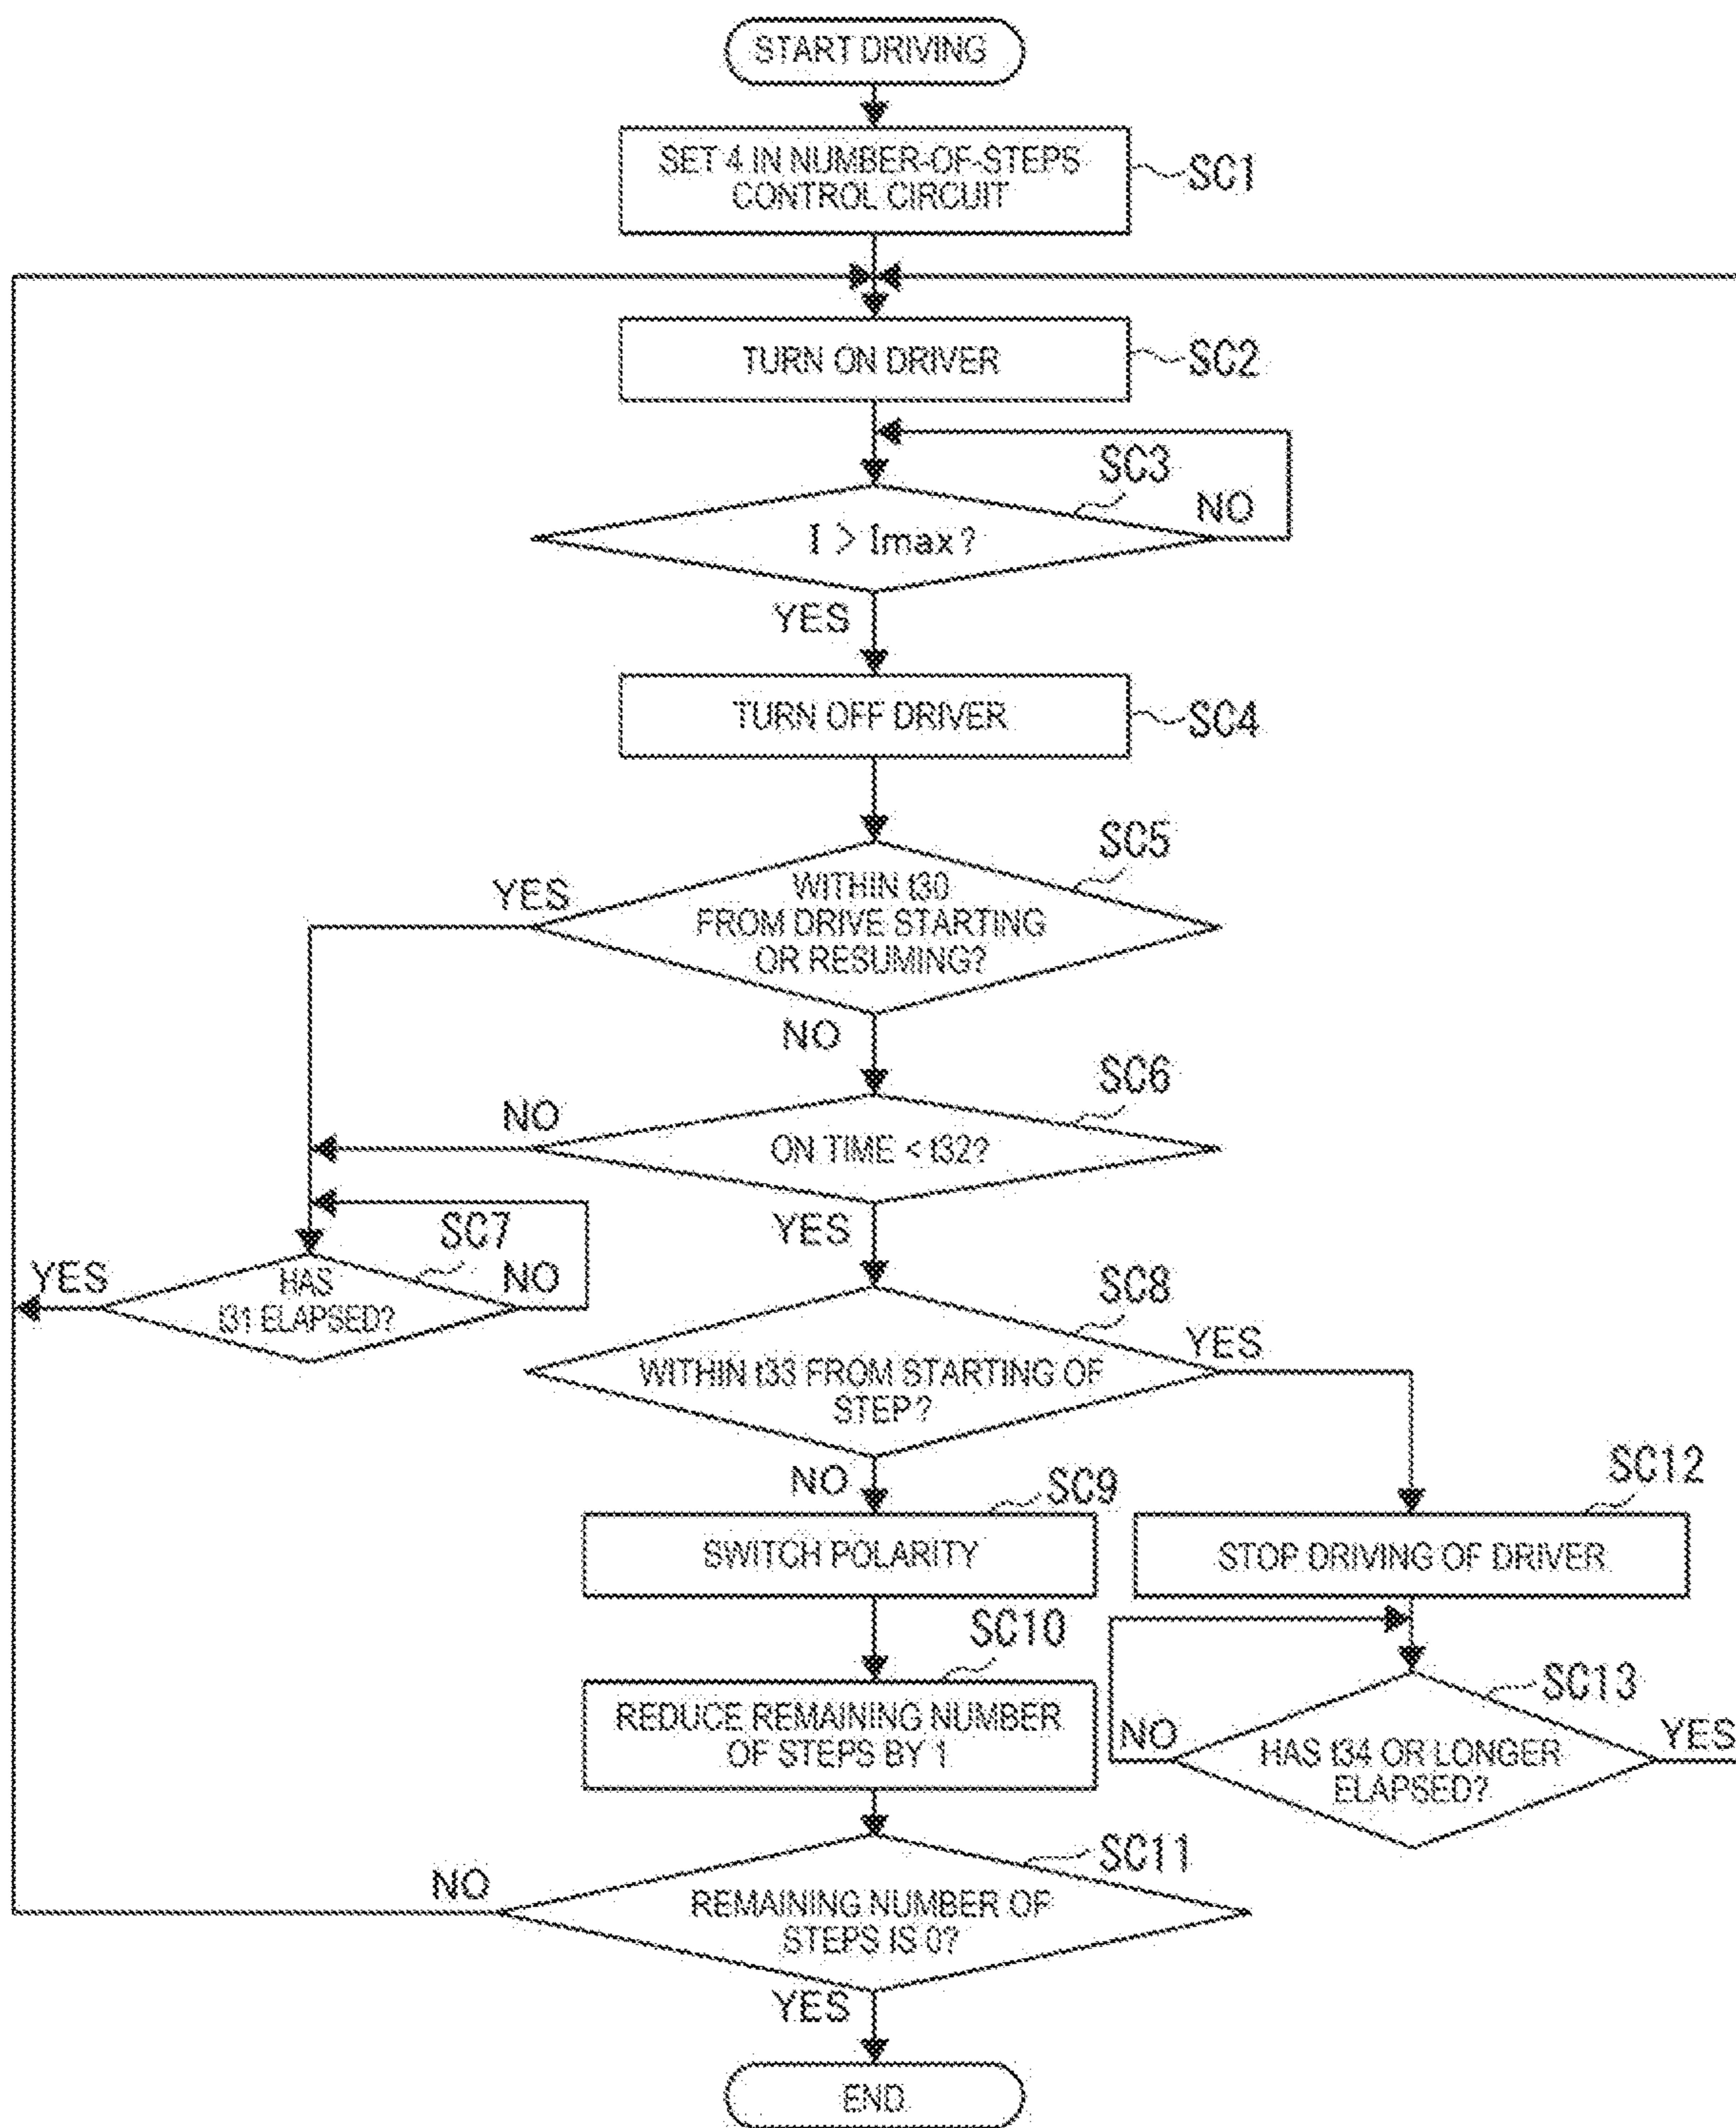 START DRIVING
SET 4 IN NUMBER-OF-STEPS
CONTROL CIRCUIT
SC1
TURN ON DRIVER
SC2
SC3
NO
I > Imax?
YES
TURN OFF DRIVER
SC4
SC5
YES
WITHIN t30
FROM DRIVE STARTING
OR RESUMING?
NO
SC6
NO
ON TIME < t32?
YES
SC7
YES
HAS
t31 ELAPSED?
NO
SC8
YES
WITHIN t33 FROM STARTING OF
STEP?
NO
SC9
SC12
SWITCH POLARITY
STOP DRIVING OF DRIVER
SC10
SC13
REDUCE REMAINING NUMBER
OF STEPS BY 1
NO
HAS t34 OR LONGER
ELAPSED?
YES
SC11
NO
REMAINING NUMBER OF
STEPS IS 0?
YES
END